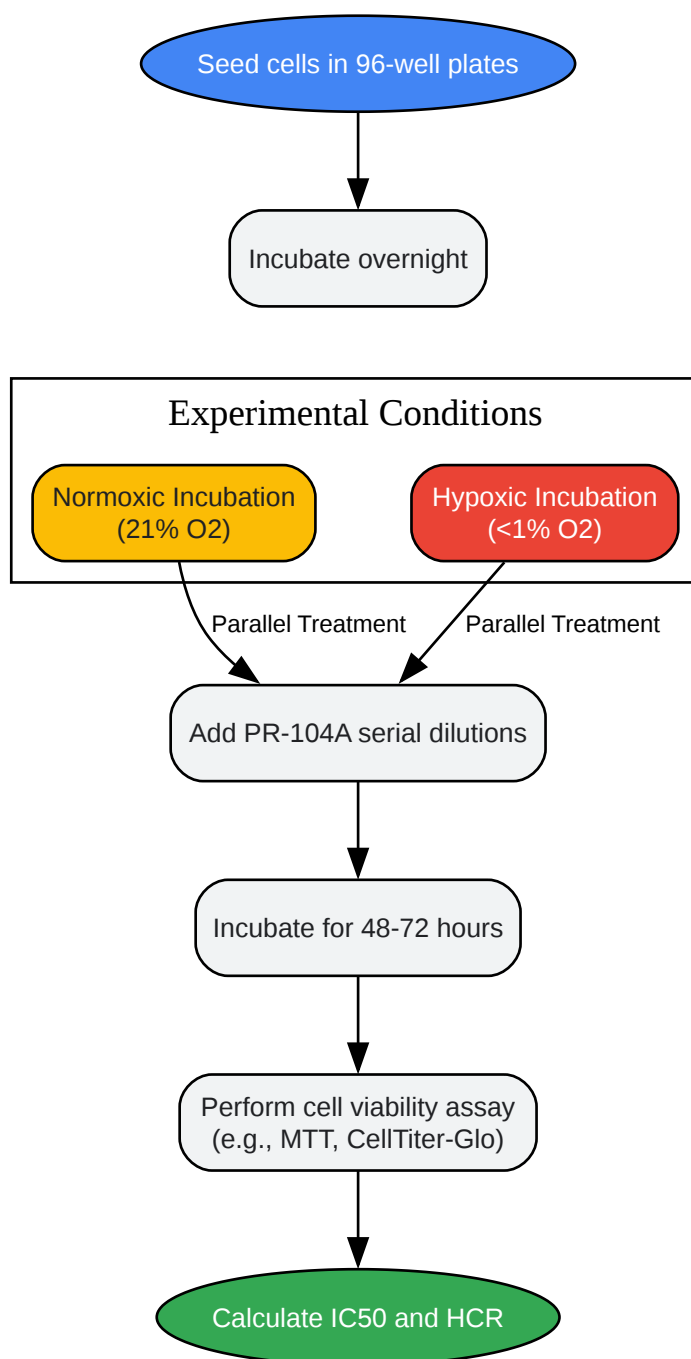 Seed cells in 96-well plates
Incubate overnight
Experimental Conditions
Normoxic Incubation
(21% O2)
Hypoxic Incubation
(<1% O2)
Parallel Treatment
Parallel Treatment
Add PR-104A serial dilutions
Incubate for 48-72 hours
Perform cell viability assay
(e.g., MTT, CellTiter-Glo)
Calculate IC50 and HCR